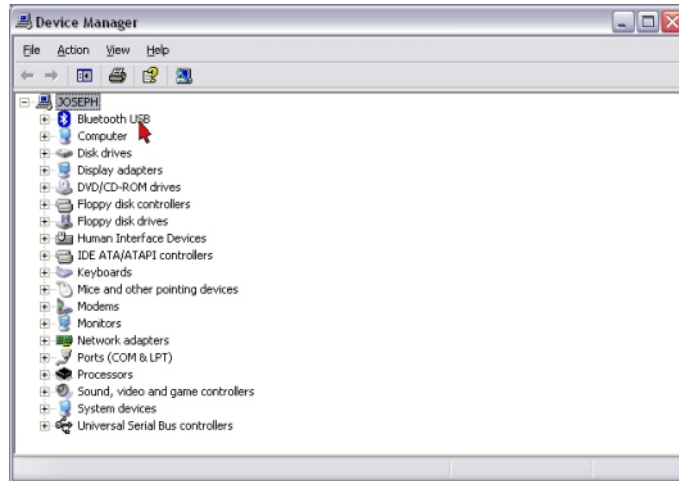 Device Manager
File Action View Help
JOSEPH
Bluetooth USB
Computer
Disk drives
Display adapters
DVD/CD-ROM drives
Floppy disk controllers
Floppy disk drives
Human Interface Devices
IDE ATA/ATAPI controllers
Keyboards
Mice and other pointing devices
Modems
Monitors
Network adapters
Ports (COM & LPT)
Processors
Sound, video and game controllers
System devices
Universal Serial Bus controllers